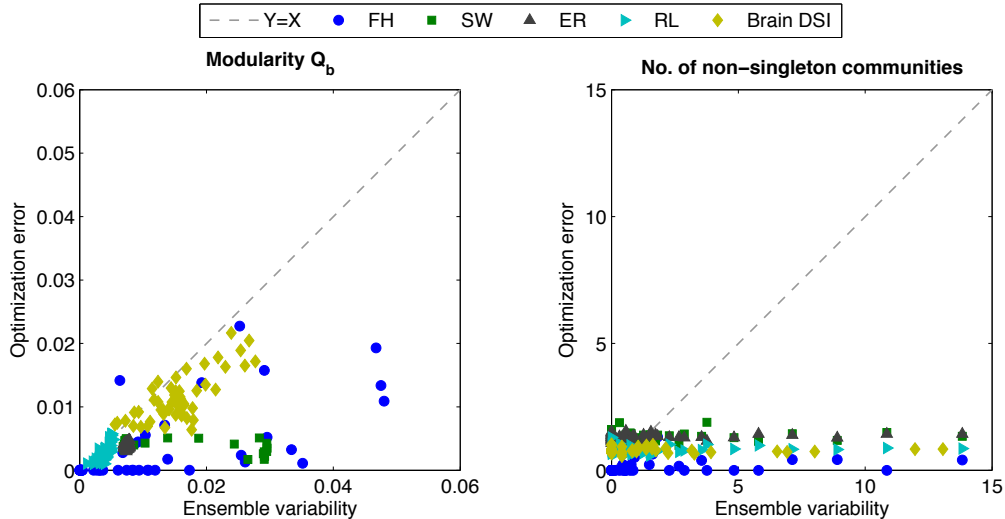 Y=X FH SW ER RL Brain DSI
Modularity Q_b
No. of non−singleton communities
0.06
0.05
0.04
0.03
0.02
0.01
0
Optimization error
0 0.02 0.04 0.06
Ensemble variability
15
10
5
0
Optimization error
0 5 10 15
Ensemble variability